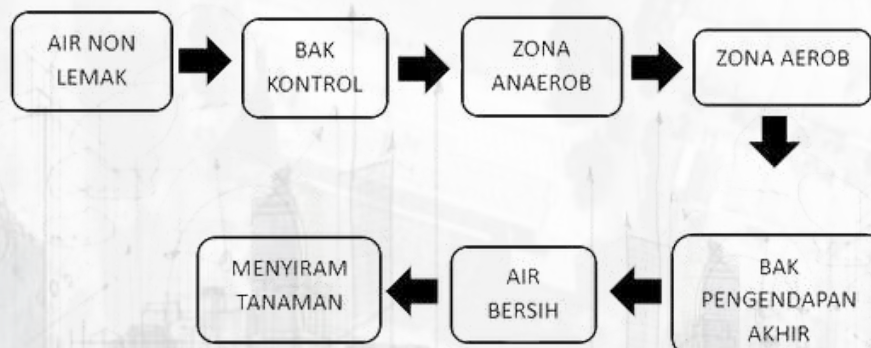 AIR NON
LEMAK
BAK
KONTROL
ZONA
ANAEROB
ZONA AEROB
BAK
PENGENDAPAN
AKHIR
AIR
BERSIH
MENYIRAM
TANAMAN